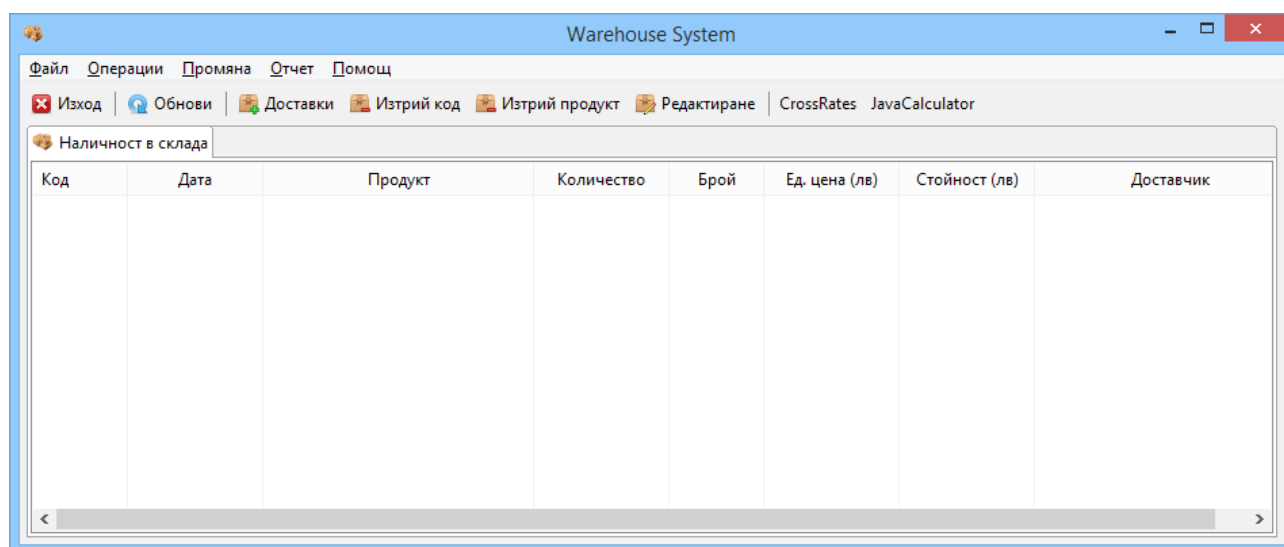 Warehouse System
Файл Операции Промяна Отчет Помощ
Изход Обнови Доставки Изтрий код Изтрий продукт Редактиране CrossRates JavaCalculator
Наличност в склада
Код Дата Продукт Количество Брой Ед. цена (лв) Стойност (лв) Доставчик